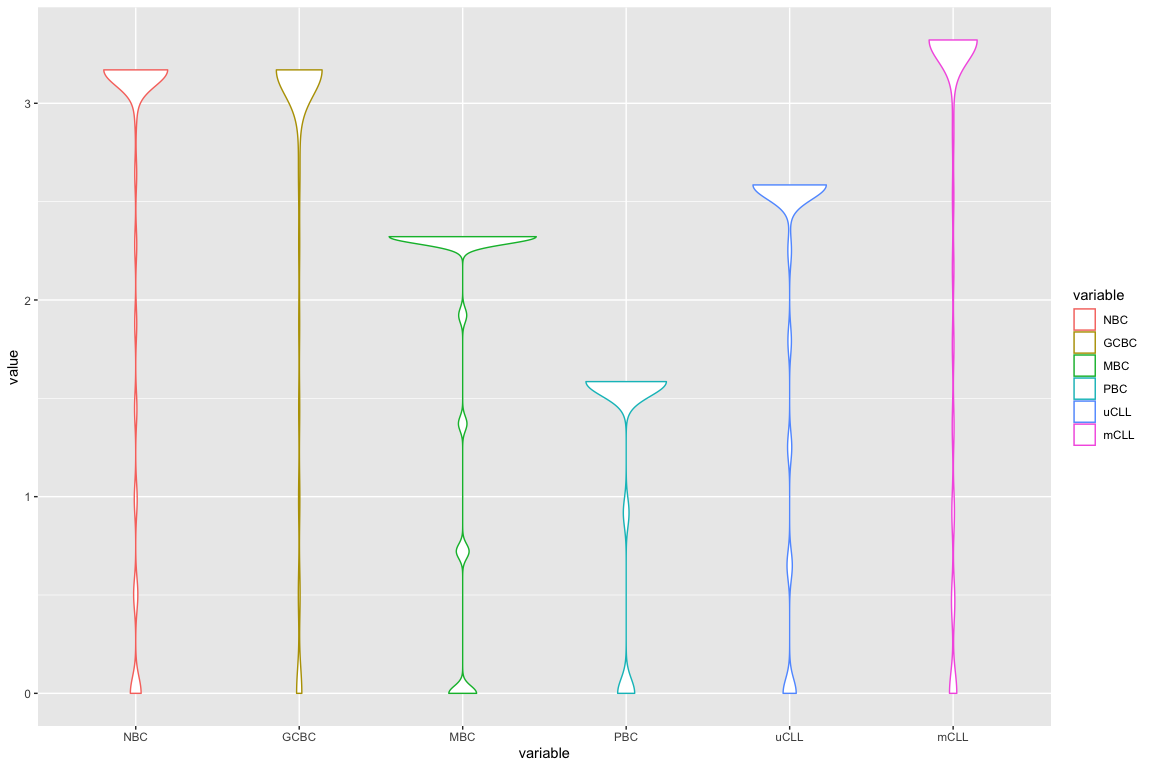 value
3
2
1
0
NBC GCBC MBC PBC uCLL mCLL
variable
variable
NBC
GCBC
MBC
PBC
uCLL
mCLL